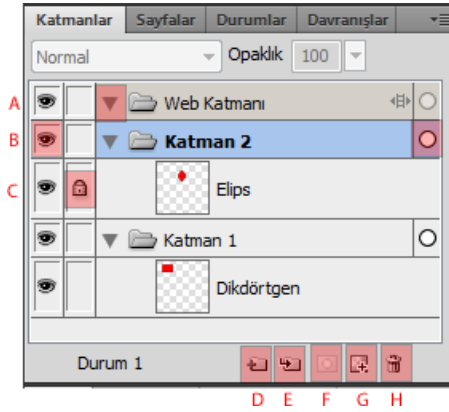 Katmanlar Sayfalar Durumlar Davranışlar
Normal Opaklık 100
A Web Katmanı
B Katman 2
C Elips
Katman 1
Dikdörtgen
Durum 1
D E F G H